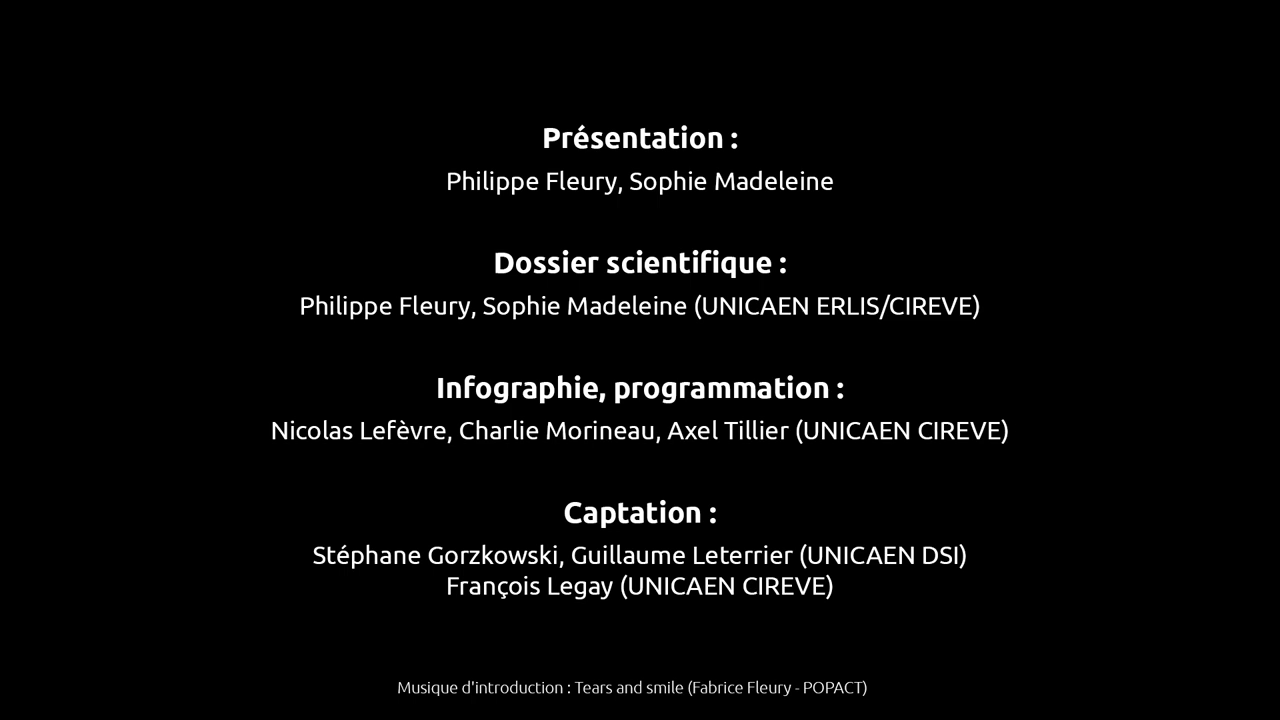 Présentation :
Philippe Fleury, Sophie Madeleine
Dossier scientifique :
Philippe Fleury, Sophie Madeleine (UNICAEN ERLIS/CIREVE)
Infographie, programmation :
Nicolas Lefèvre, Charlie Morineau, Axel Tillier (UNICAEN CIREVE)
Captation :
Stéphane Gorzkowski, Guillaume Leterrier (UNICAEN DSI)
François Legay (UNICAEN CIREVE)
Musique d'introduction : Tears and smile (Fabrice Fleury - POPACT)